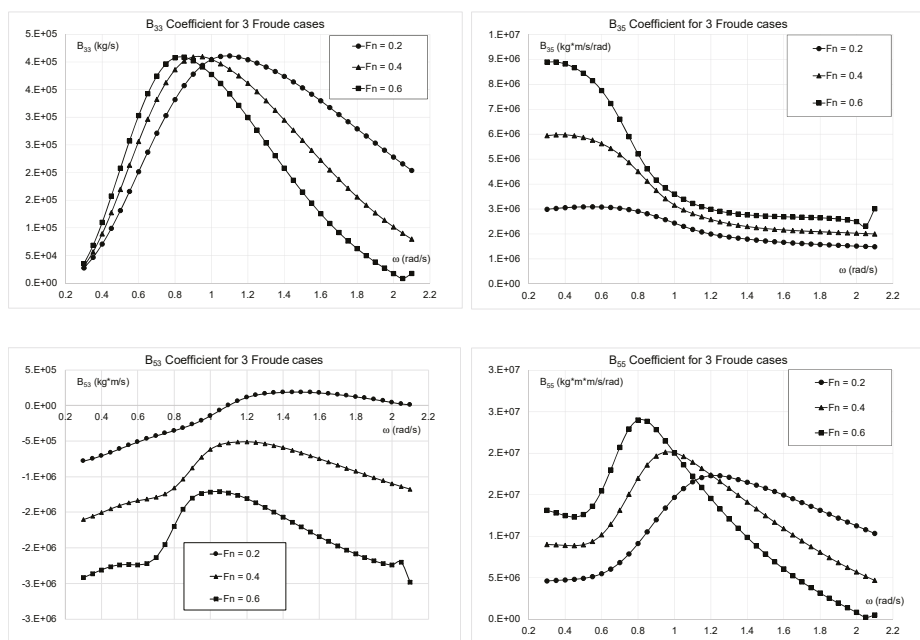 B33 Coefficient for 3 Froude cases
B33 (kg/s)
5.E+05
4.E+05
4.E+05
3.E+05
3.E+05
2.E+05
2.E+05
1.E+05
1.E+05
5.E+04
0.E+00
0.2 0.4 0.6 0.8 1 1.2 1.4 1.6 1.8 2 2.2
ω (rad/s)
Fn = 0.2
Fn = 0.4
Fn = 0.6
B35 Coefficient for 3 Froude cases
B35 (kg*m/s/rad)
1.E+07
9.E+06
8.E+06
7.E+06
6.E+06
5.E+06
4.E+06
3.E+06
2.E+06
1.E+06
0.E+00
0.2 0.4 0.6 0.8 1 1.2 1.4 1.6 1.8 2 2.2
ω (rad/s)
Fn = 0.2
Fn = 0.4
Fn = 0.6
B53 Coefficient for 3 Froude cases
B53 (kg*m/s)
5.E+05
0.E+00
-5.E+05
-1.E+06
-2.E+06
-2.E+06
-3.E+06
-3.E+06
0.2 0.4 0.6 0.8 1.0 1.2 1.4 1.6 1.8 2.0 2.2
ω (rad/s)
Fn = 0.2
Fn = 0.4
Fn = 0.6
B55 Coefficient for 3 Froude cases
B55 (kg*m*m/s/rad)
3.E+07
3.E+07
2.E+07
2.E+07
1.E+07
5.E+06
0.E+00
0.2 0.4 0.6 0.8 1 1.2 1.4 1.6 1.8 2 2.2
ω (rad/s)
Fn = 0.2
Fn = 0.4
Fn = 0.6